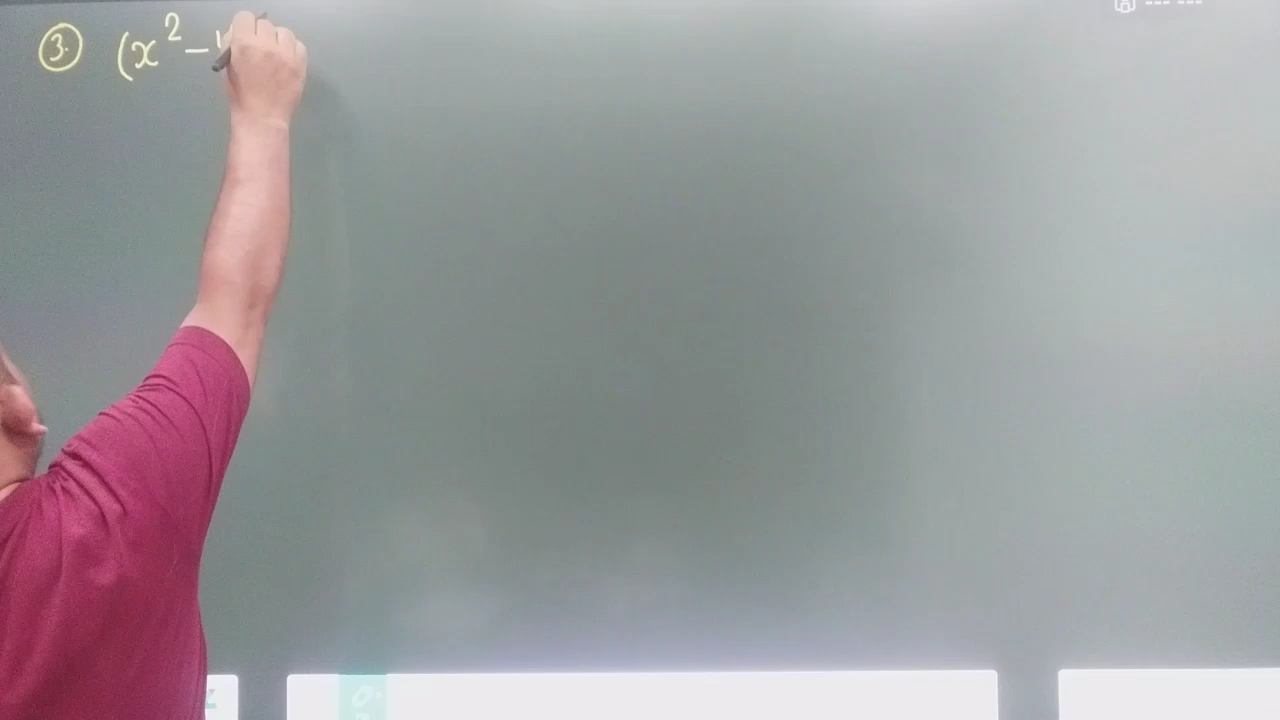 ③. (x² –